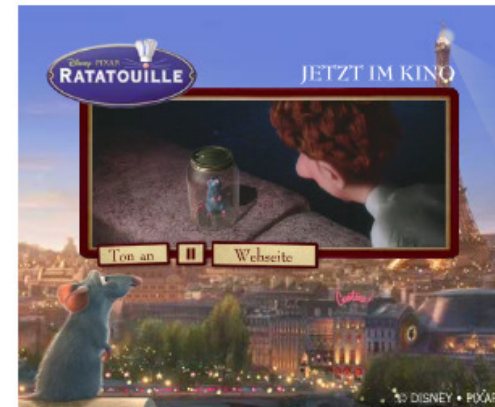 Disney · PIXAR
RATATOUILLE
JETZT IM KINO
Ton an
Webseite
© DISNEY • PIXAR